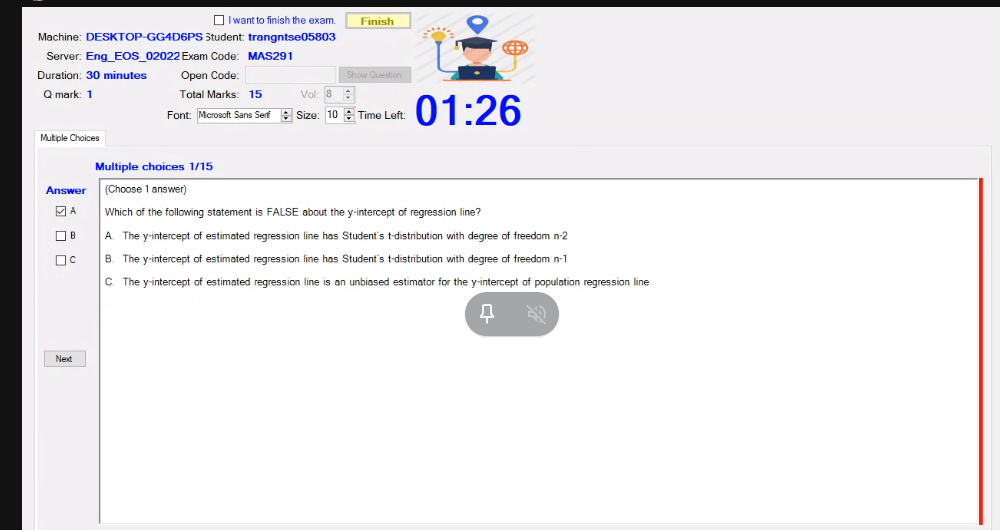 I want to finish the exam. Finish
Machine: DESKTOP-GG4D6PS Student: trangntse05803
Server: Eng_EOS_02022 Exam Code: MAS291
Duration: 30 minutes Open Code: Show Question
Q mark: 1 Total Marks: 15 Vol: 8
Font: Microsoft Sans Serif Size: 10 Time Left: 01:26
Multiple Choices
Multiple choices 1/15
Answer
(Choose 1 answer)
A Which of the following statement is FALSE about the y-intercept of regression line?
B A. The y-intercept of estimated regression line has Student's t-distribution with degree of freedom n-2
C B. The y-intercept of estimated regression line has Student's t-distribution with degree of freedom n-1
C. The y-intercept of estimated regression line is an unbiased estimator for the y-intercept of population regression line
Next